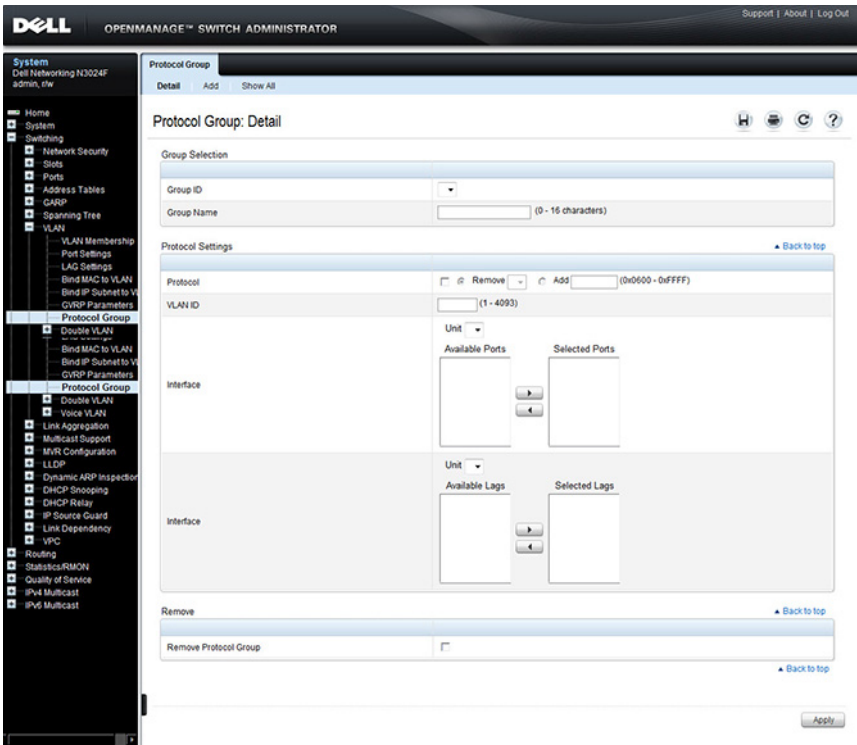 Support | About | Log Out
DELL
OPENMANAGE™ SWITCH ADMINISTRATOR
System
Dell Networking N3024F
admin, r/w
Home
System
Switching
Network Security
Slots
Ports
Address Tables
GARP
Spanning Tree
VLAN
VLAN Membership
Port Settings
LAG Settings
Bind MAC to VLAN
Bind IP Subnet to VL
GVRP Parameters
Protocol Group
Double VLAN
Bind MAC to VLAN
Bind IP Subnet to VL
GVRP Parameters
Protocol Group
Double VLAN
Voice VLAN
Link Aggregation
Multicast Support
MVR Configuration
LLDP
Dynamic ARP Inspection
DHCP Snooping
DHCP Relay
IP Source Guard
Link Dependency
VPC
Routing
Statistics/RMON
Quality of Service
IPv4 Multicast
IPv6 Multicast
Protocol Group
Detail Add Show All
Protocol Group: Detail
Group Selection
Group ID
Group Name (0 - 16 characters)
Protocol Settings
Back to top
Protocol Remove Add (0x0600 - 0xFFFF)
VLAN ID (1 - 4093)
Interface
Unit
Available Ports Selected Ports
Interface
Unit
Available Lags Selected Lags
Remove
Back to top
Remove Protocol Group
Back to top
Apply